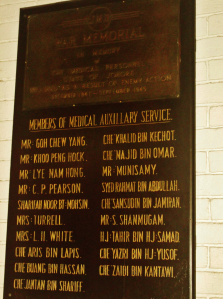 WAR MEMORIAL
MEMBERS OF MEDICAL AUXILLARY SERVICE
MR. GOH CHEW YANG.
MR. KHOO PENG HOCK.
MR. LYE NAM HONG.
MR. C. P. PEARSON.
SHAIKHAH NOOR BT. MOHSIN.
MRS. TURRELL.
MRS. L. H. WHITE
CHE ARIS BIN LAPIS.
CHE BUANG BIN HASSAN.
CHE JANTAN BIN SHARIFF.
CHE KHALID BIN KECHOT.
CHE MAJID BIN OMAR.
MR. MUNISAMY.
SYED RAHMAT BIN ABDULLAH.
CHE SAMSUDIN BIN JAMIRAN.
MR. S. SHANMUGAM.
HJ. TAHIR BIN HJ. SAMAD.
CHE YAZID BIN HJ. YUSOF.
CHE ZAIDI BIN KANTAWI.